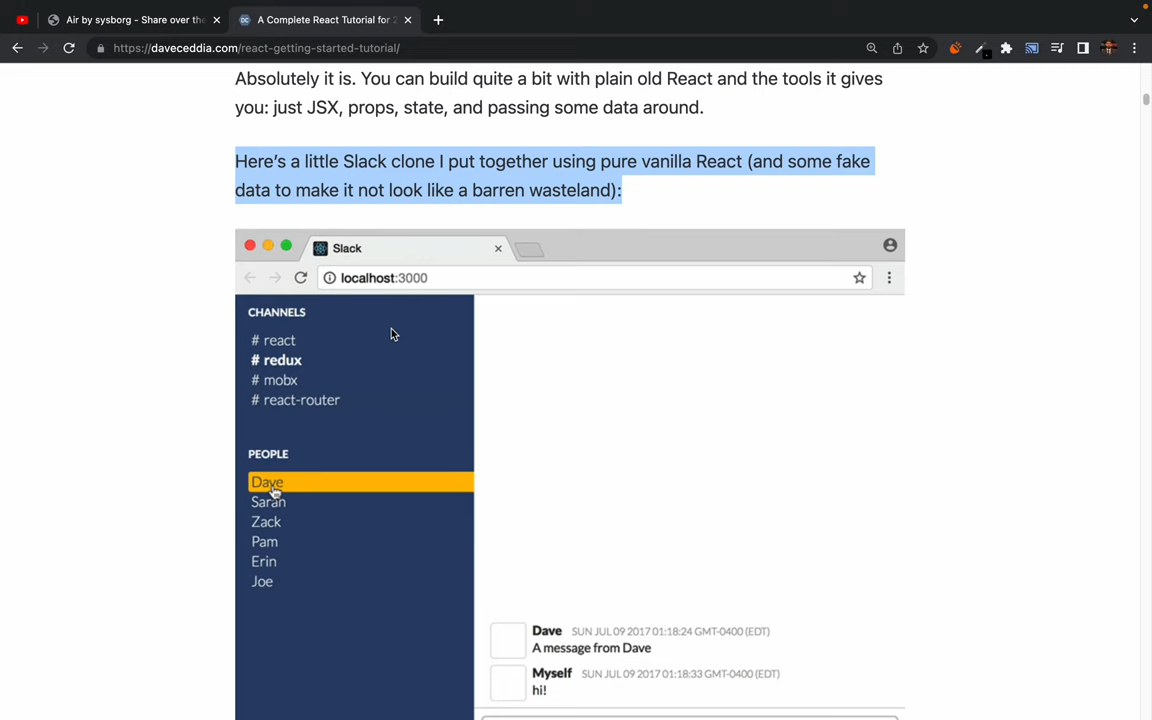 Air by sysborg - Share over the
A Complete React Tutorial for 2
https://daveceddia.com/react-getting-started-tutorial/
Absolutely it is. You can build quite a bit with plain old React and the tools it gives
you: just JSX, props, state, and passing some data around.
Here's a little Slack clone I put together using pure vanilla React (and some fake
data to make it not look like a barren wasteland):
Slack
localhost:3000
CHANNELS
# react
# redux
# mobx
# react-router
PEOPLE
Dave
Sarah
Zack
Pam
Erin
Joe
Dave SUN JUL 09 2017 01:18:24 GMT-0400 (EDT)
A message from Dave
Myself SUN JUL 09 2017 01:18:33 GMT-0400 (EDT)
hi!